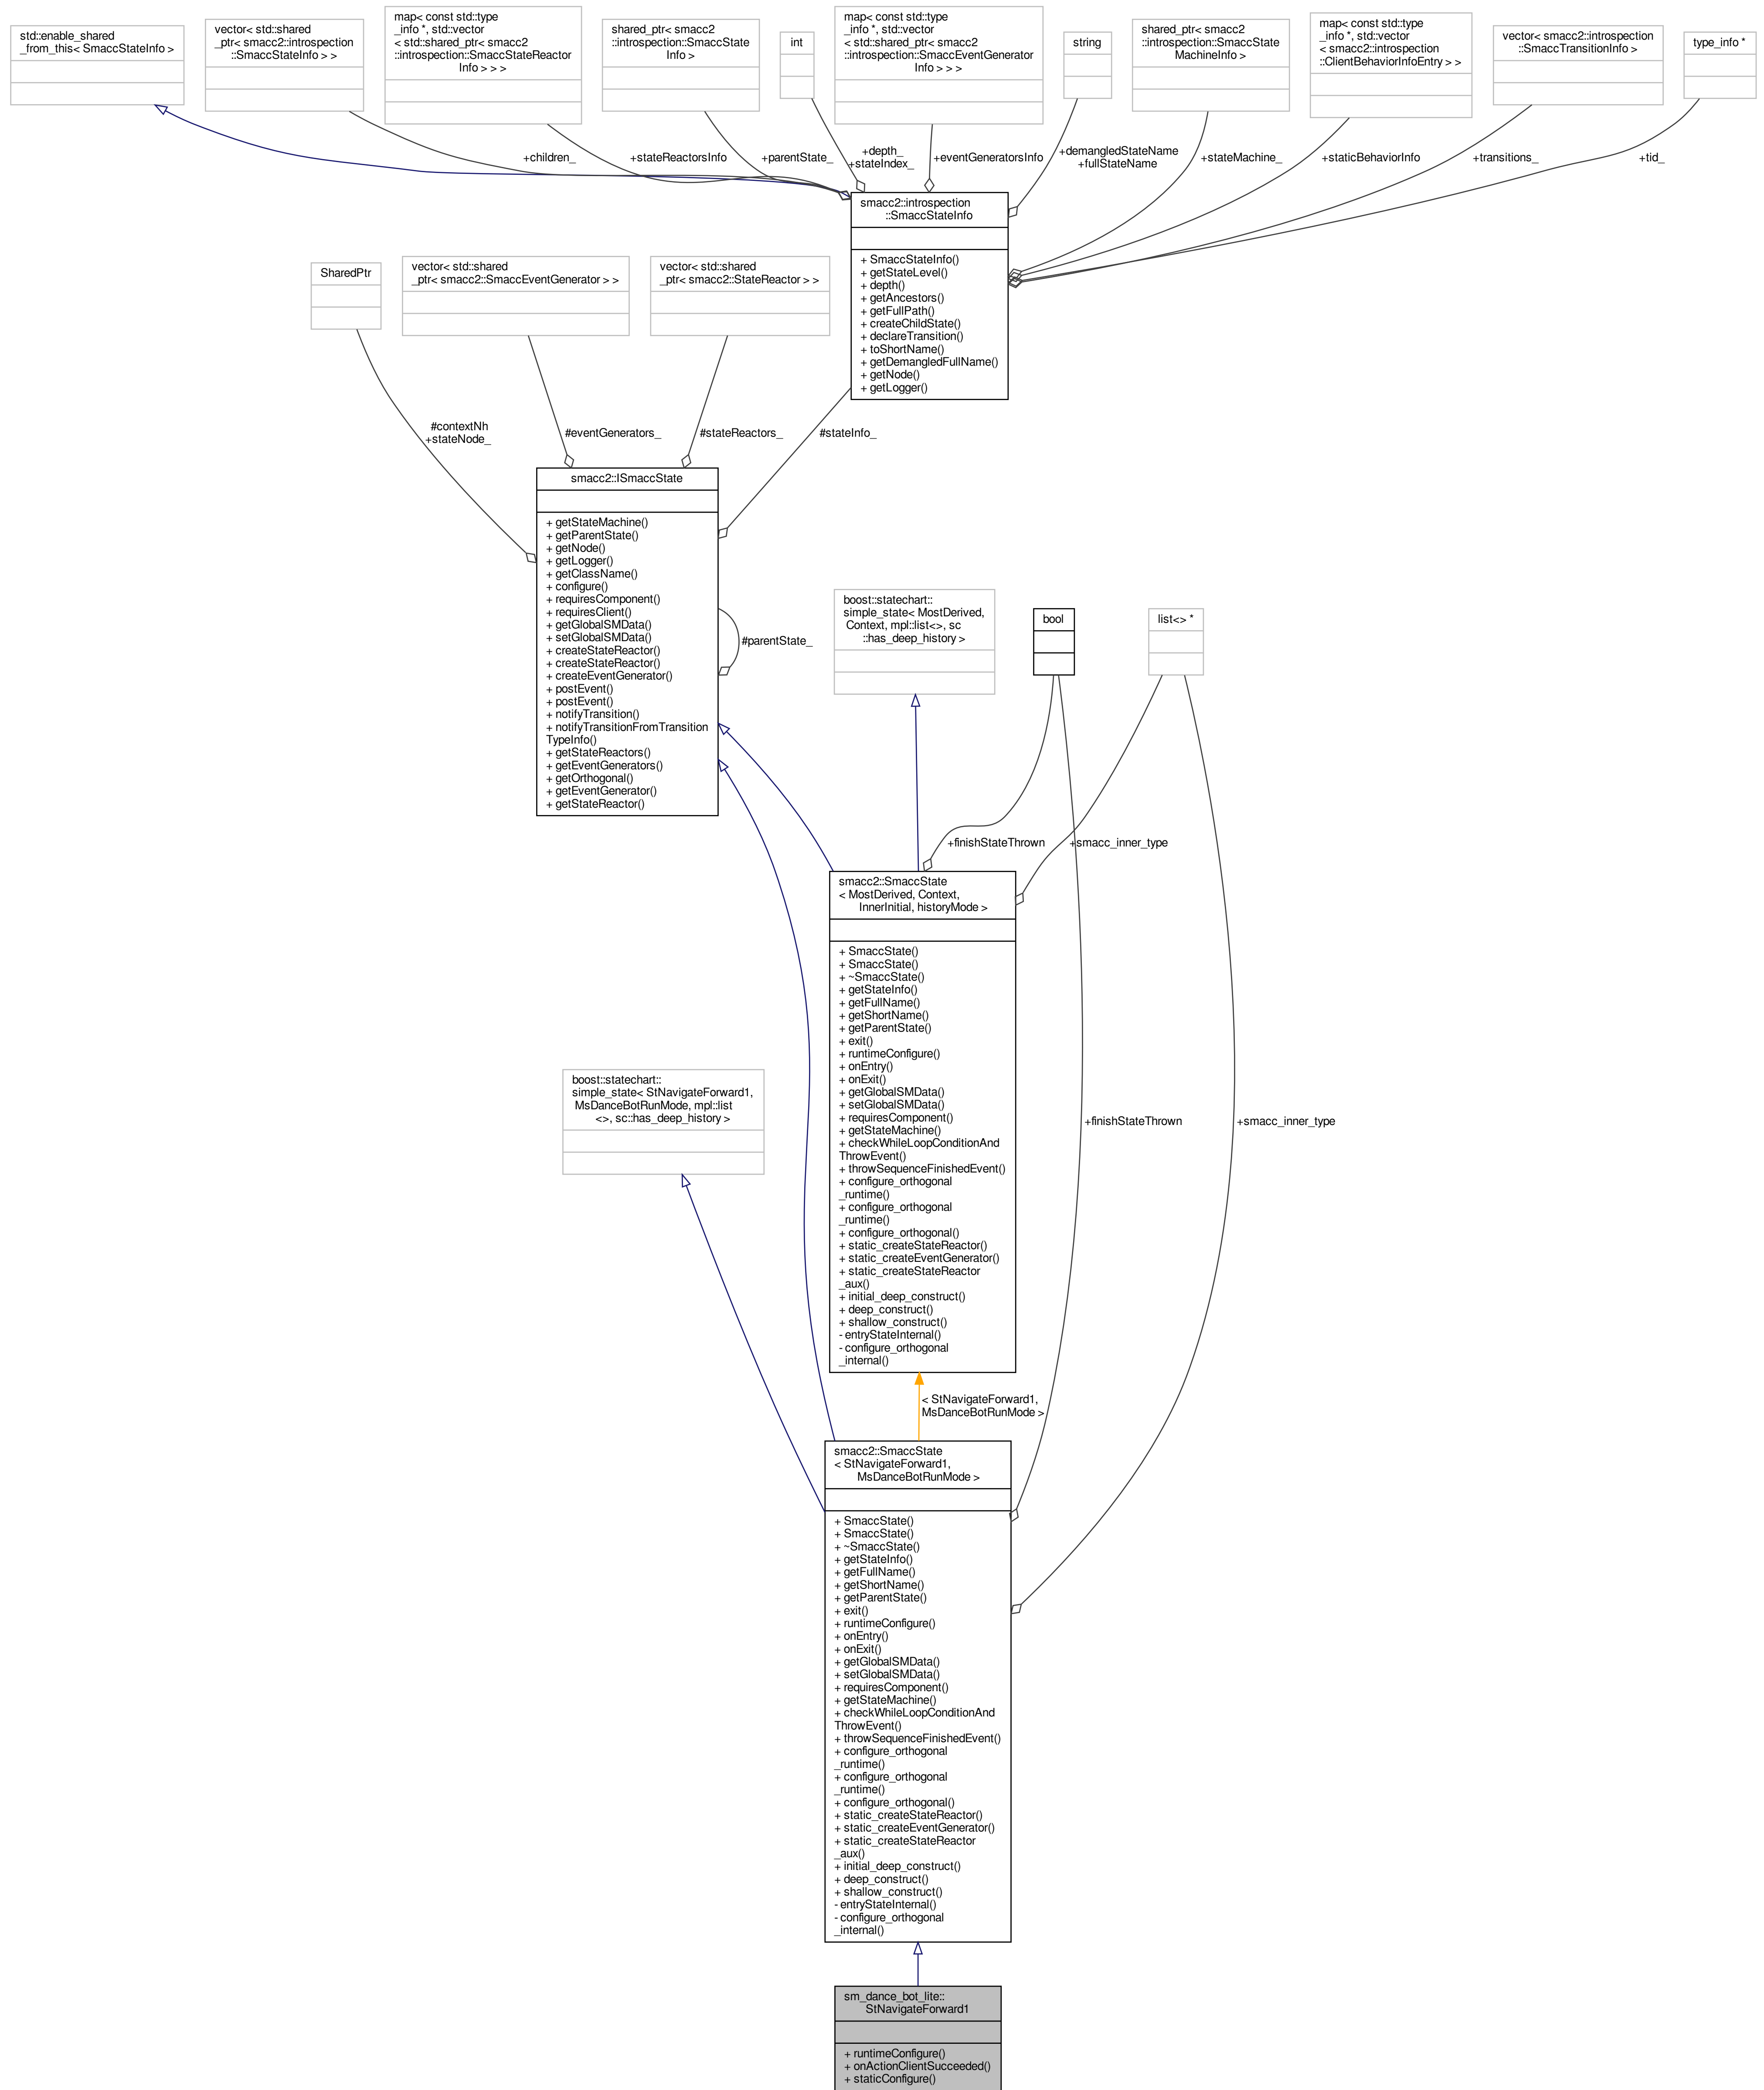 std::enable_shared
_from_this< SmaccStateInfo >
vector< std::shared
_ptr< smacc2::introspection
::SmaccStateInfo > >
map< const std::type
_info *, std::vector
< std::shared_ptr< smacc2
::introspection::SmaccStateReactor
Info > > >
shared_ptr< smacc2
::introspection::SmaccState
Info >
int
map< const std::type
_info *, std::vector
< std::shared_ptr< smacc2
::introspection::SmaccEventGenerator
Info > > >
string
shared_ptr< smacc2
::introspection::SmaccState
MachineInfo >
map< const std::type
_info *, std::vector
< smacc2::introspection
::ClientBehaviorInfoEntry > >
vector< smacc2::introspection
::SmaccTransitionInfo >
type_info *
+children_
+stateReactorsInfo
+parentState_
+depth_
+stateIndex_
+eventGeneratorsInfo
+demangledStateName
+fullStateName
+stateMachine_
+staticBehaviorInfo
+transitions_
+tid_
smacc2::introspection
::SmaccStateInfo
+ SmaccStateInfo()
+ getStateLevel()
+ depth()
+ getAncestors()
+ getFullPath()
+ createChildState()
+ declareTransition()
+ toShortName()
+ getDemangledFullName()
+ getNode()
+ getLogger()
SharedPtr
vector< std::shared
_ptr< smacc2::SmaccEventGenerator > >
vector< std::shared
_ptr< smacc2::StateReactor > >
#contextNh
+stateNode_
#eventGenerators_
#stateReactors_
#stateInfo_
smacc2::ISmaccState
+ getStateMachine()
+ getParentState()
+ getNode()
+ getLogger()
+ getClassName()
+ configure()
+ requiresComponent()
+ requiresClient()
+ getGlobalSMData()
+ setGlobalSMData()
+ createStateReactor()
+ createStateReactor()
+ createEventGenerator()
+ postEvent()
+ postEvent()
+ notifyTransition()
+ notifyTransitionFromTransition
TypeInfo()
+ getStateReactors()
+ getEventGenerators()
+ getOrthogonal()
+ getEventGenerator()
+ getStateReactor()
#parentState_
boost::statechart::
simple_state< MostDerived,
Context, mpl::list<>, sc
::has_deep_history >
bool
list<> *
+finishStateThrown
+smacc_inner_type
smacc2::SmaccState
< MostDerived, Context,
InnerInitial, historyMode >
+ SmaccState()
+ SmaccState()
+ ~SmaccState()
+ getStateInfo()
+ getFullName()
+ getShortName()
+ getParentState()
+ exit()
+ runtimeConfigure()
+ onEntry()
+ onExit()
+ getGlobalSMData()
+ setGlobalSMData()
+ requiresComponent()
+ getStateMachine()
+ checkWhileLoopConditionAnd
ThrowEvent()
+ throwSequenceFinishedEvent()
+ configure_orthogonal
_runtime()
+ configure_orthogonal
_runtime()
+ configure_orthogonal()
+ static_createStateReactor()
+ static_createEventGenerator()
+ static_createStateReactor
_aux()
+ initial_deep_construct()
+ deep_construct()
+ shallow_construct()
- entryStateInternal()
- configure_orthogonal
_internal()
boost::statechart::
simple_state< StNavigateForward1,
MsDanceBotRunMode, mpl::list
<>, sc::has_deep_history >
+finishStateThrown
+smacc_inner_type
< StNavigateForward1,
MsDanceBotRunMode >
smacc2::SmaccState
< StNavigateForward1,
MsDanceBotRunMode >
+ SmaccState()
+ SmaccState()
+ ~SmaccState()
+ getStateInfo()
+ getFullName()
+ getShortName()
+ getParentState()
+ exit()
+ runtimeConfigure()
+ onEntry()
+ onExit()
+ getGlobalSMData()
+ setGlobalSMData()
+ requiresComponent()
+ getStateMachine()
+ checkWhileLoopConditionAnd
ThrowEvent()
+ throwSequenceFinishedEvent()
+ configure_orthogonal
_runtime()
+ configure_orthogonal
_runtime()
+ configure_orthogonal()
+ static_createStateReactor()
+ static_createEventGenerator()
+ static_createStateReactor
_aux()
+ initial_deep_construct()
+ deep_construct()
+ shallow_construct()
- entryStateInternal()
- configure_orthogonal
_internal()
sm_dance_bot_lite::
StNavigateForward1
+ runtimeConfigure()
+ onActionClientSucceeded()
+ staticConfigure()